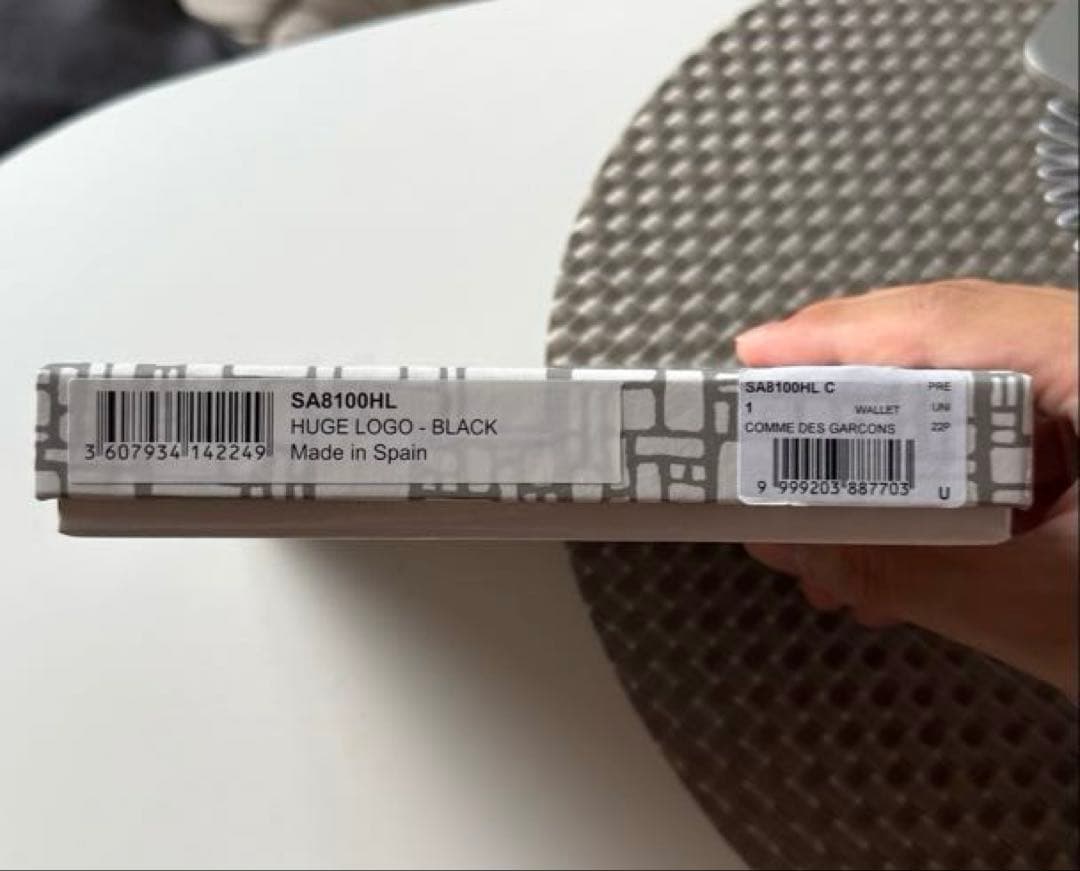 SA8100HL
HUGE LOGO - BLACK
Made in Spain
3 607934 142249
SA8100HL C PRE
1 WALLET UNI
COMME DES GARCONS 22P
9 999203 887703 U